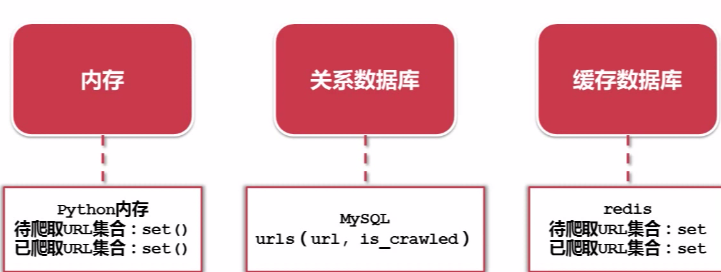 内存
关系数据库
缓存数据库
Python内存
待爬取URL集合：set()
已爬取URL集合：set()
MySQL
urls(url, is_crawled)
redis
待爬取URL集合：set
已爬取URL集合：set